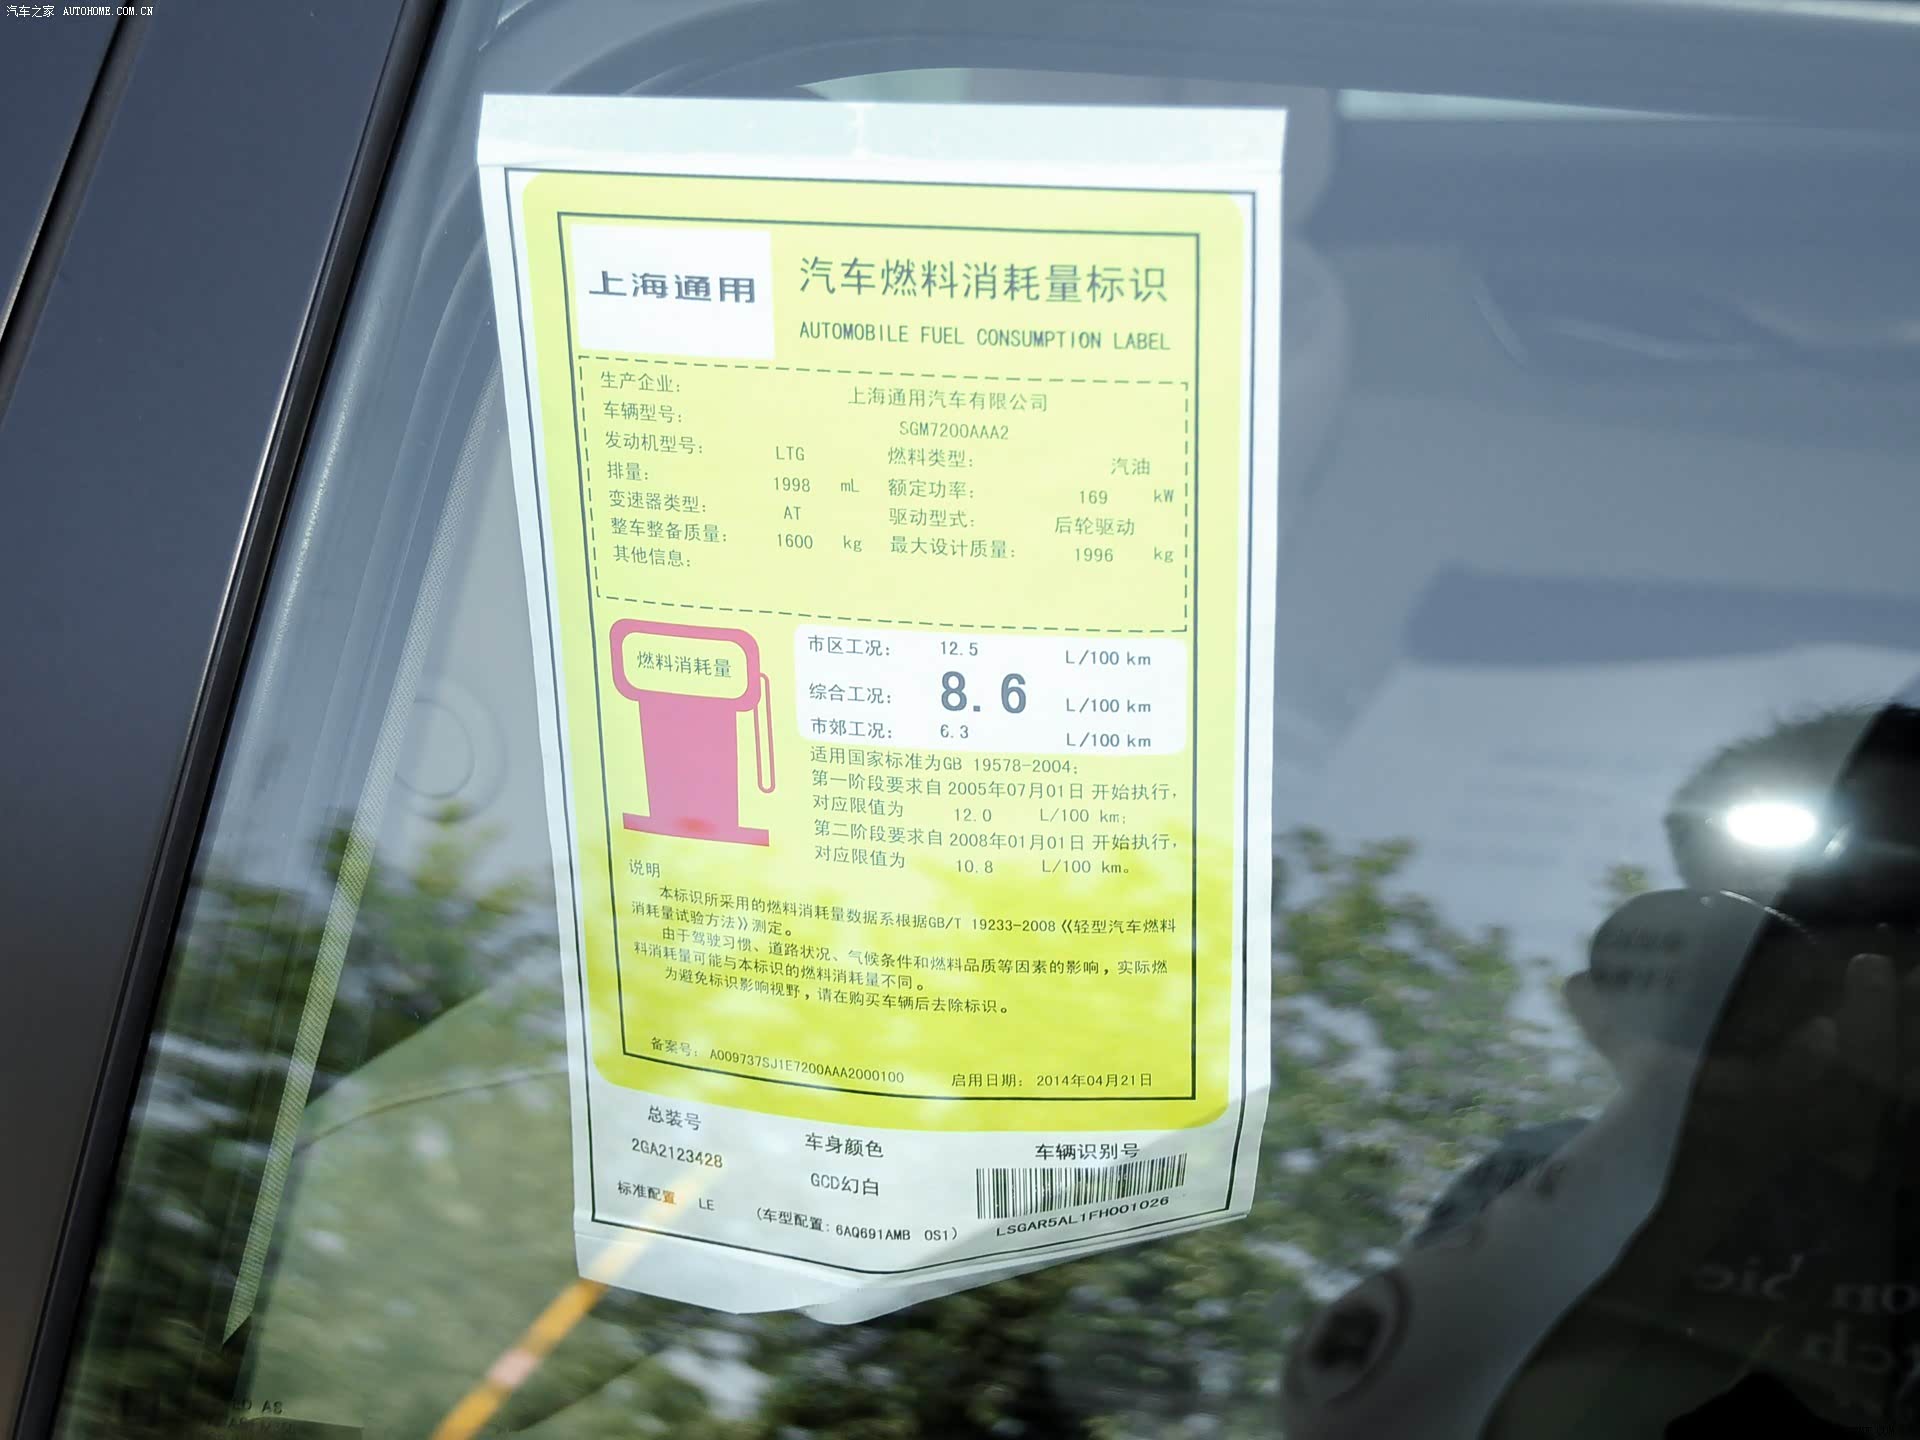 汽车之家 AUTOHOME.COM.CN
上海通用
汽车燃料消耗量标识
AUTOMOBILE FUEL CONSUMPTION LABEL
生产企业: 上海通用汽车有限公司
车辆型号: SGM7200AAA2
发动机型号: LTG 燃料类型: 汽油
排量: 1998 mL 额定功率: 169 kW
变速器类型: AT 驱动型式: 后轮驱动
整车整备质量: 1600 kg 最大设计质量: 1996 kg
其他信息:
燃料消耗量
市区工况: 12.5 L/100 km
综合工况: 8.6 L/100 km
市郊工况: 6.3 L/100 km
适用国家标准为GB 19578-2004;
第一阶段要求自 2005年07月01日 开始执行,
对应限值为 12.0 L/100 km;
第二阶段要求自 2008年01月01日 开始执行,
对应限值为 10.8 L/100 km。
说明
本标识所采用的燃料消耗量数据系根据GB/T 19233-2008《轻型汽车燃料
消耗量试验方法》测定。
由于驾驶习惯、道路状况、气候条件和燃料品质等因素的影响，实际燃
料消耗量可能与本标识的燃料消耗量不同。
为避免标识影响视野，请在购买车辆后去除标识。
备案号: A009737SJ1E7200AAA2000100 启用日期: 2014年04月21日
总装号 车身颜色 车辆识别号
2GA2123428 GCD幻白
标准配置 LE (车型配置: 6AQ691AMB OS1) LSGAR5AL1FH001026